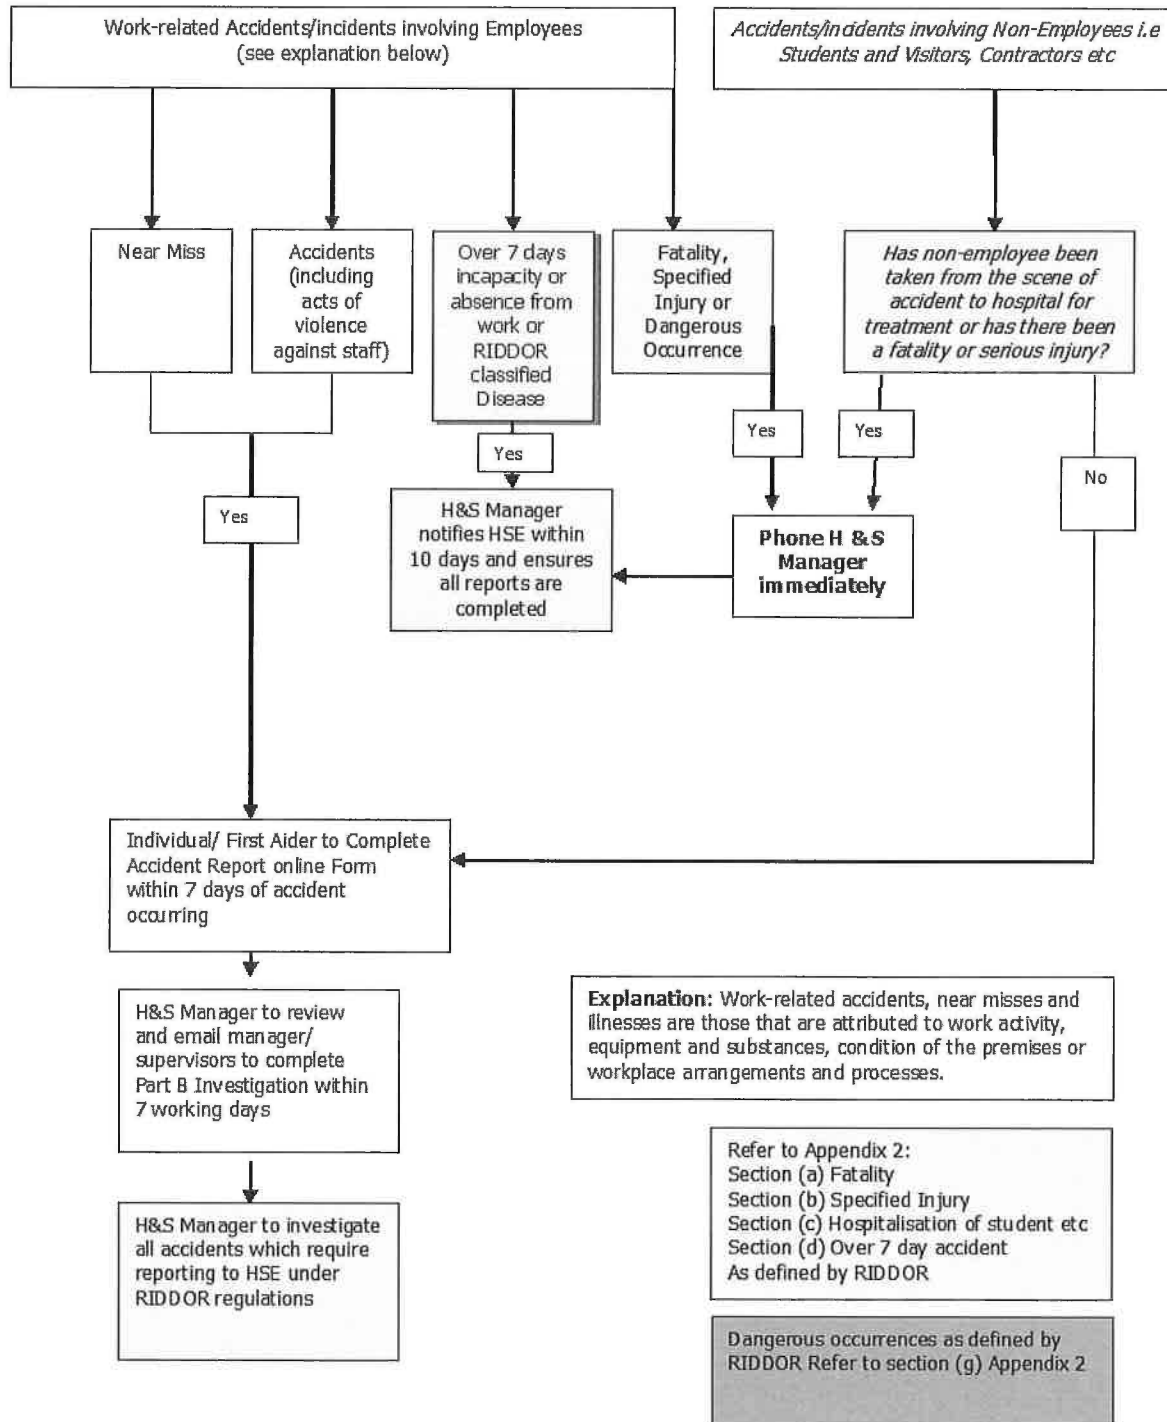 Work-related Accidents/incidents involving Employees
(see explanation below)
Accidents/incidents involving Non-Employees i.e
Students and Visitors, Contractors etc
Near Miss
Accidents
(including
acts of
violence
against staff)
Over 7 days
incapacity or
absence from
work or
RIDDOR
classified
Disease
Fatality,
Specified
Injury or
Dangerous
Occurrence
Has non-employee been
taken from the scene of
accident to hospital for
treatment or has there been
a fatality or serious injury?
Yes
Yes
Yes
No
Yes
H&S Manager
notifies HSE within
10 days and ensures
all reports are
completed
Phone H &S
Manager
immediately
Individual/ First Aider to Complete
Accident Report online Form
within 7 days of accident
occurring
H&S Manager to review
and email manager/
supervisors to complete
Part B Investigation within
7 working days
Explanation: Work-related accidents, near misses and
illnesses are those that are attributed to work activity,
equipment and substances, condition of the premises or
workplace arrangements and processes.
H&S Manager to investigate
all accidents which require
reporting to HSE under
RIDDOR regulations
Refer to Appendix 2:
Section (a) Fatality
Section (b) Specified Injury
Section (c) Hospitalisation of student etc
Section (d) Over 7 day accident
As defined by RIDDOR
Dangerous occurrences as defined by
RIDDOR Refer to section (g) Appendix 2